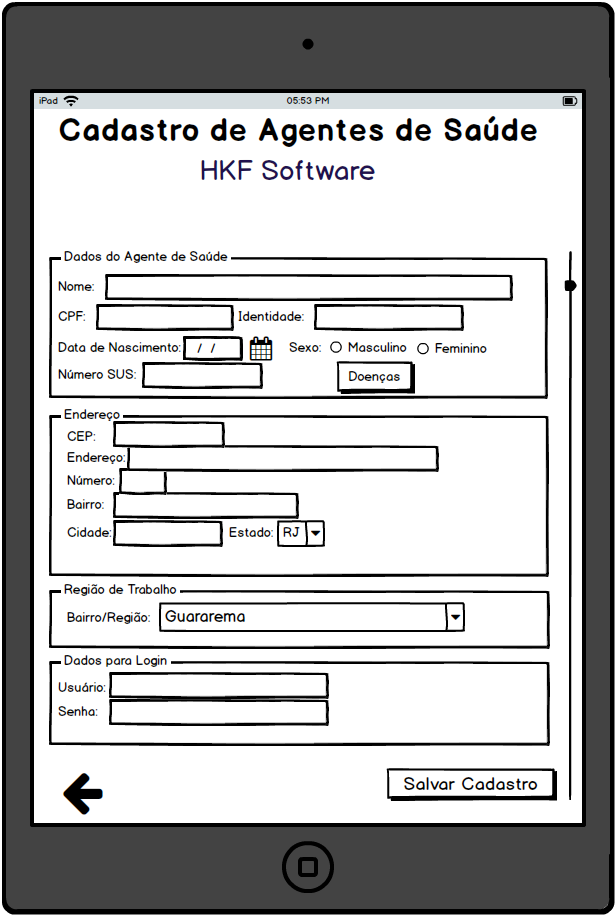 iPad 05:53 PM
Cadastro de Agentes de Saúde
HKF Software
Dados do Agente de Saúde
Nome:
CPF: Identidade:
Data de Nascimento: / / Sexo: Masculino Feminino
Número SUS: Doenças
Endereço
CEP:
Endereço:
Número:
Bairro:
Cidade: Estado: RJ
Região de Trabalho
Bairro/Região: Guararema
Dados para Login
Usuário:
Senha:
Salvar Cadastro